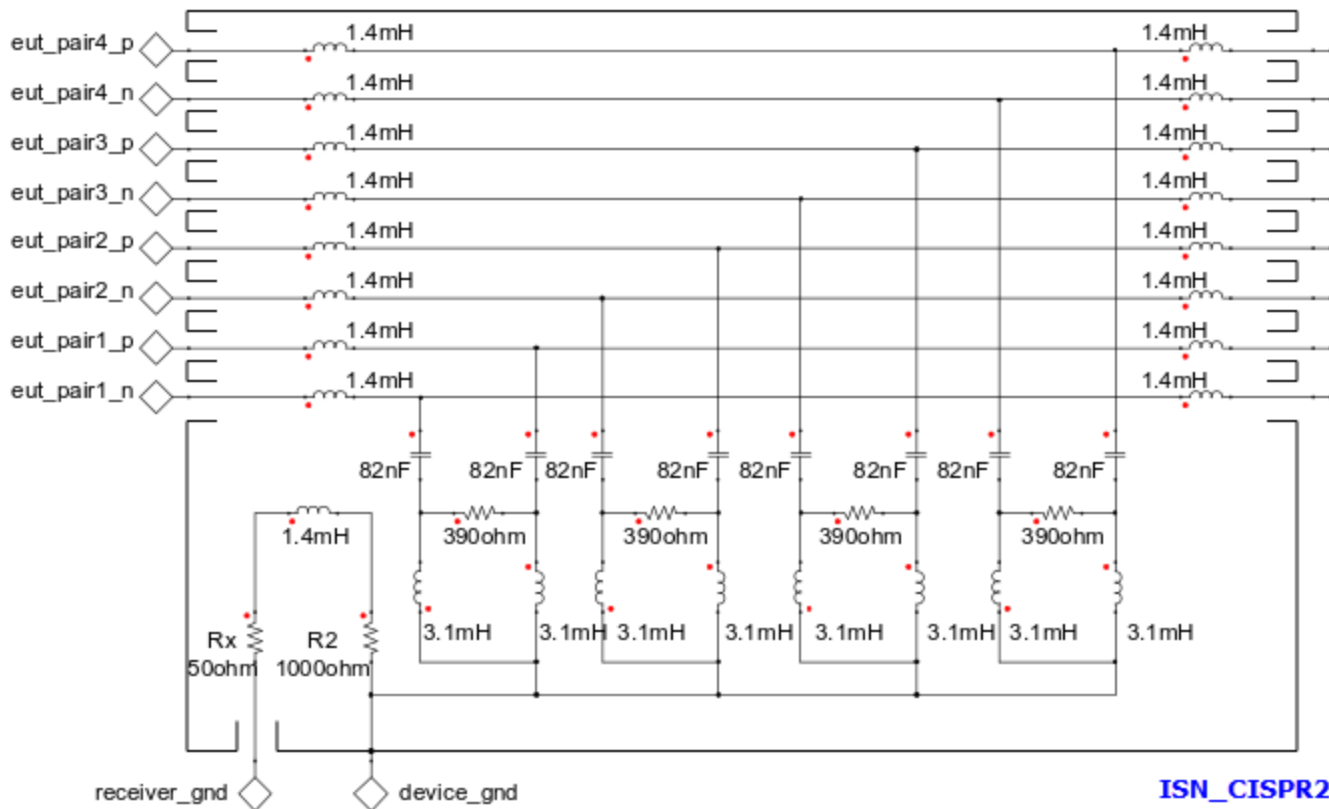 1.4mH 1.4mH
eut_pair4_p
1.4mH 1.4mH
eut_pair4_n
1.4mH 1.4mH
eut_pair3_p
1.4mH 1.4mH
eut_pair3_n
1.4mH 1.4mH
eut_pair2_p
1.4mH 1.4mH
eut_pair2_n
1.4mH 1.4mH
eut_pair1_p
1.4mH 1.4mH
eut_pair1_n
82nF 82nF 82nF 82nF 82nF 82nF 82nF 82nF
1.4mH 390ohm 390ohm 390ohm 390ohm
Rx R2 3.1mH 3.1mH 3.1mH 3.1mH 3.1mH 3.1mH 3.1mH 3.1mH
50ohm 1000ohm
receiver_gnd device_gnd ISN_CISPR2